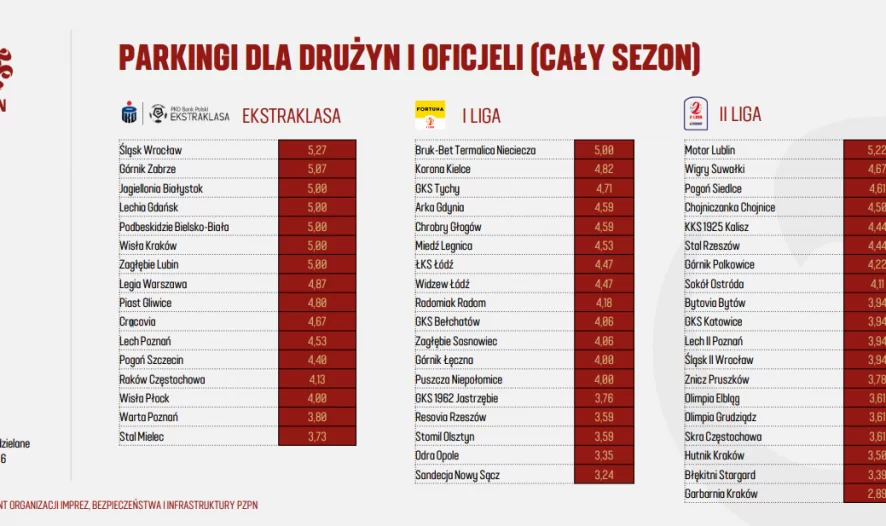 PARKINGI DLA DRUŻYN I OFICJELI (CAŁY SEZON)
PKO Bank Polski
EKSTRAKLASA
EKSTRAKLASA
Śląsk Wrocław 5,27
Górnik Zabrze 5,07
Jagiellonia Białystok 5,00
Lechia Gdańsk 5,00
Podbeskidzie Bielsko-Biała 5,00
Wisła Kraków 5,00
Zagłębie Lubin 5,00
Legia Warszawa 4,87
Piast Gliwice 4,80
Cracovia 4,67
Lech Poznań 4,53
Pogoń Szczecin 4,40
Raków Częstochowa 4,13
Wisła Płock 4,00
Warta Poznań 3,80
Stal Mielec 3,73
FORTUNA
I LIGA
Bruk-Bet Termalica Nieciecza 5,00
Korona Kielce 4,82
GKS Tychy 4,71
Arka Gdynia 4,59
Chrobry Głogów 4,59
Miedź Legnica 4,53
ŁKS Łódź 4,47
Widzew Łódź 4,47
Radomiak Radom 4,18
GKS Bełchatów 4,06
Zagłębie Sosnowiec 4,06
Górnik Łęczna 4,00
Puszcza Niepołomice 4,00
GKS 1962 Jastrzębie 3,76
Resovia Rzeszów 3,59
Stomil Olsztyn 3,59
Odra Opole 3,35
Sandecja Nowy Sącz 3,24
II LIGA
Motor Lublin 5,22
Wigry Suwałki 4,67
Pogoń Siedlce 4,61
Chojniczanka Chojnice 4,50
KKS 1925 Kalisz 4,44
Stal Rzeszów 4,44
Górnik Polkowice 4,22
Sokół Ostróda 4,11
Bytovia Bytów 3,94
GKS Katowice 3,94
Lech II Poznań 3,94
Śląsk II Wrocław 3,94
Znicz Pruszków 3,78
Olimpia Elbląg 3,61
Olimpia Grudziądz 3,61
Skra Częstochowa 3,61
Hutnik Kraków 3,50
Błękitni Stargard 3,39
Garbarnia Kraków 2,89
N
dzielane
6
NT ORGANIZACJI IMPREZ, BEZPIECZEŃSTWA I INFRASTRUKTURY PZPN